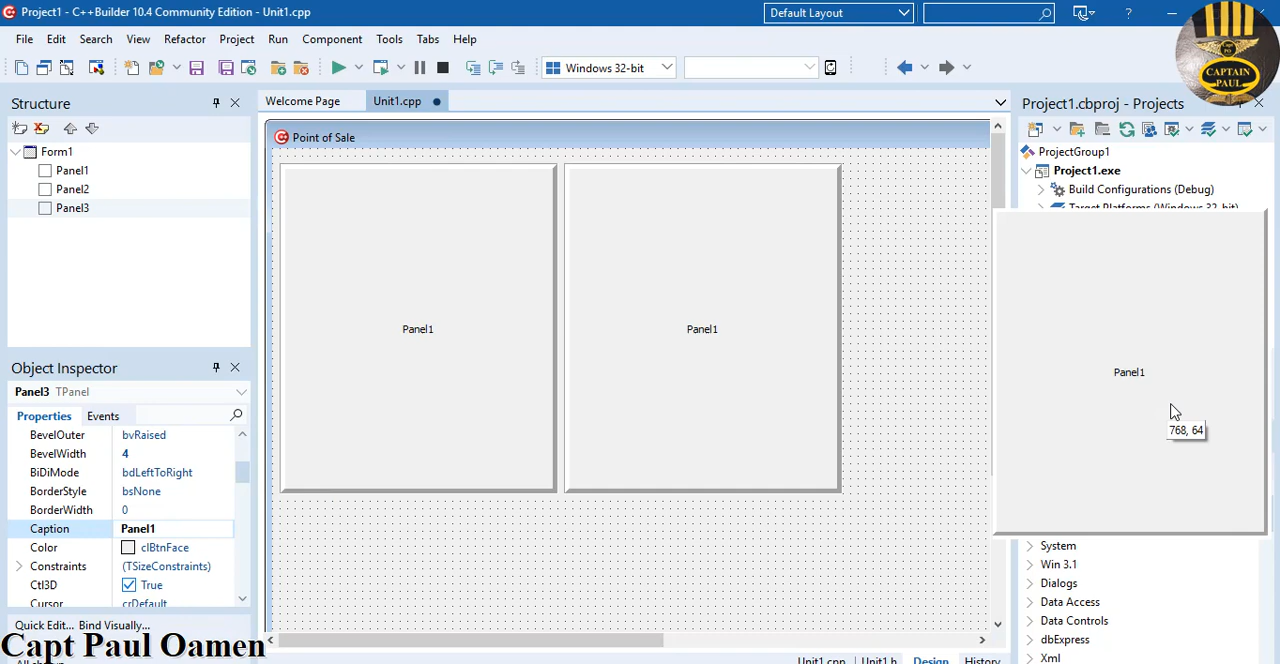 Project1 - C++Builder 10.4 Community Edition - Unit1.cpp
Default Layout
?
CAPTAIN
PAUL
File Edit Search View Refactor Project Run Component Tools Tabs Help
Windows 32-bit
Structure
Welcome Page
Unit1.cpp
Project1.cbproj - Projects
Form1
Panel1
Panel2
Panel3
Point of Sale
Panel1
Panel1
Panel1
768, 64
ProjectGroup1
Project1.exe
Build Configurations (Debug)
Target Platforms (Windows 32-bit)
Object Inspector
Panel3 TPanel
Properties Events
BevelOuter bvRaised
BevelWidth 4
BiDiMode bdLeftToRight
BorderStyle bsNone
BorderWidth 0
Caption Panel1
Color clBtnFace
Constraints (TSizeConstraints)
Ctl3D True
Cursor crDefault
Quick Edit... Bind Visually...
Capt Paul Oamen
System
Win 3.1
Dialogs
Data Access
Data Controls
dbExpress
Xml
Unit1.cpp Unit1.h Design History